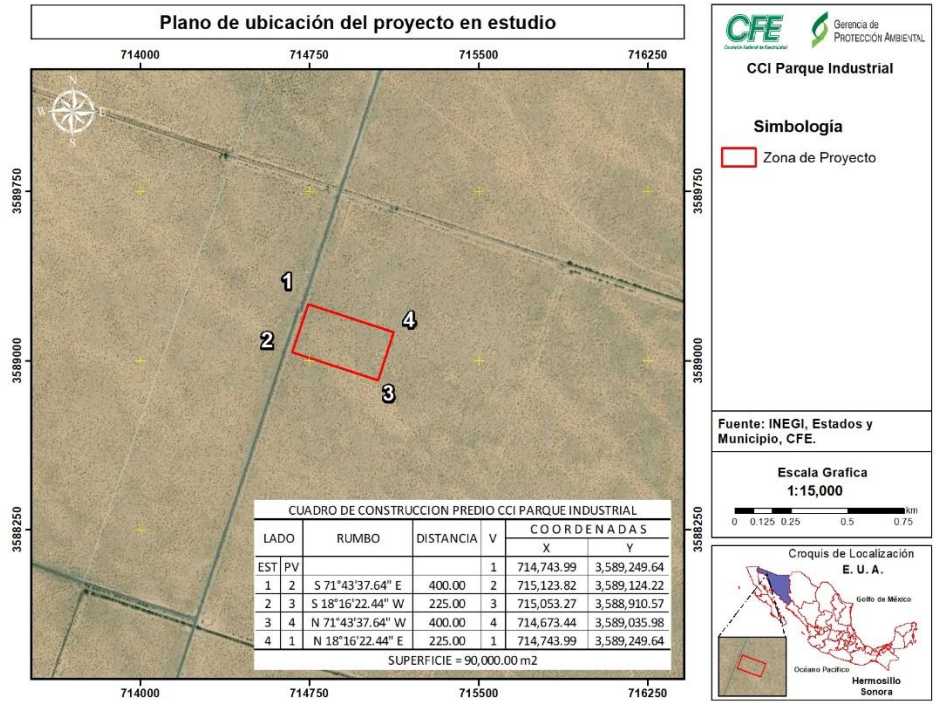 Plano de ubicación del proyecto en estudio
714000 714750 715500 716250
3589750 3589000 3588250
N
W E
S
1
2
3
4
3589750 3589000 3588250
714000 714750 715500 716250
CUADRO DE CONSTRUCCION PREDIO CCI PARQUE INDUSTRIAL
LADO RUMBO DISTANCIA V COORDENADAS
X Y
EST PV
1 714,743.99 3,589,249.64
1 2 S 71°43'37.64" E 400.00 2 715,123.82 3,589,124.22
2 3 S 18°16'22.44" W 225.00 3 715,053.27 3,588,910.57
3 4 N 71°43'37.64" W 400.00 4 714,673.44 3,589,035.98
4 1 N 18°16'22.44" E 225.00 1 714,743.99 3,589,249.64
SUPERFICIE = 90,000.00 m2
CFE
Comisión Federal de Electricidad
Gerencia de
PROTECCIÓN AMBIENTAL
CCI Parque Industrial
Simbología
Zona de Proyecto
Fuente: INEGI, Estados y
Municipio, CFE.
Escala Grafica
1:15,000
km
0 0.125 0.25 0.5 0.75
Croquis de Localización
E. U. A.
Golfo de México
Océano Pacifico
Hermosillo
Sonora